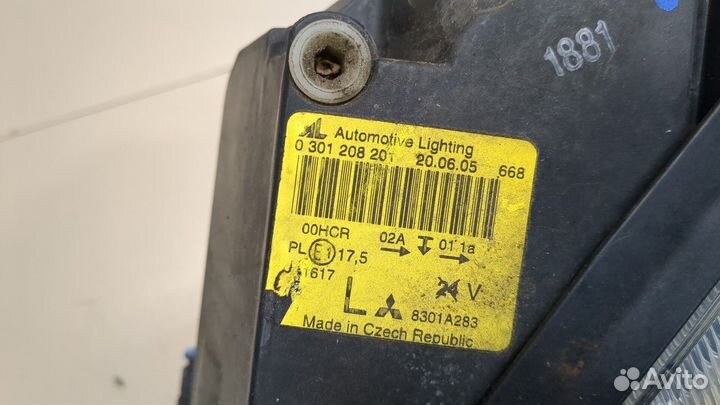 1881
AL Automotive Lighting
0 301 208 201 20.06.05 668
00HCR 02A 01 1a
PL E1 17,5
1617
24 V
L 8301A283
Made in Czech Republic
Avito